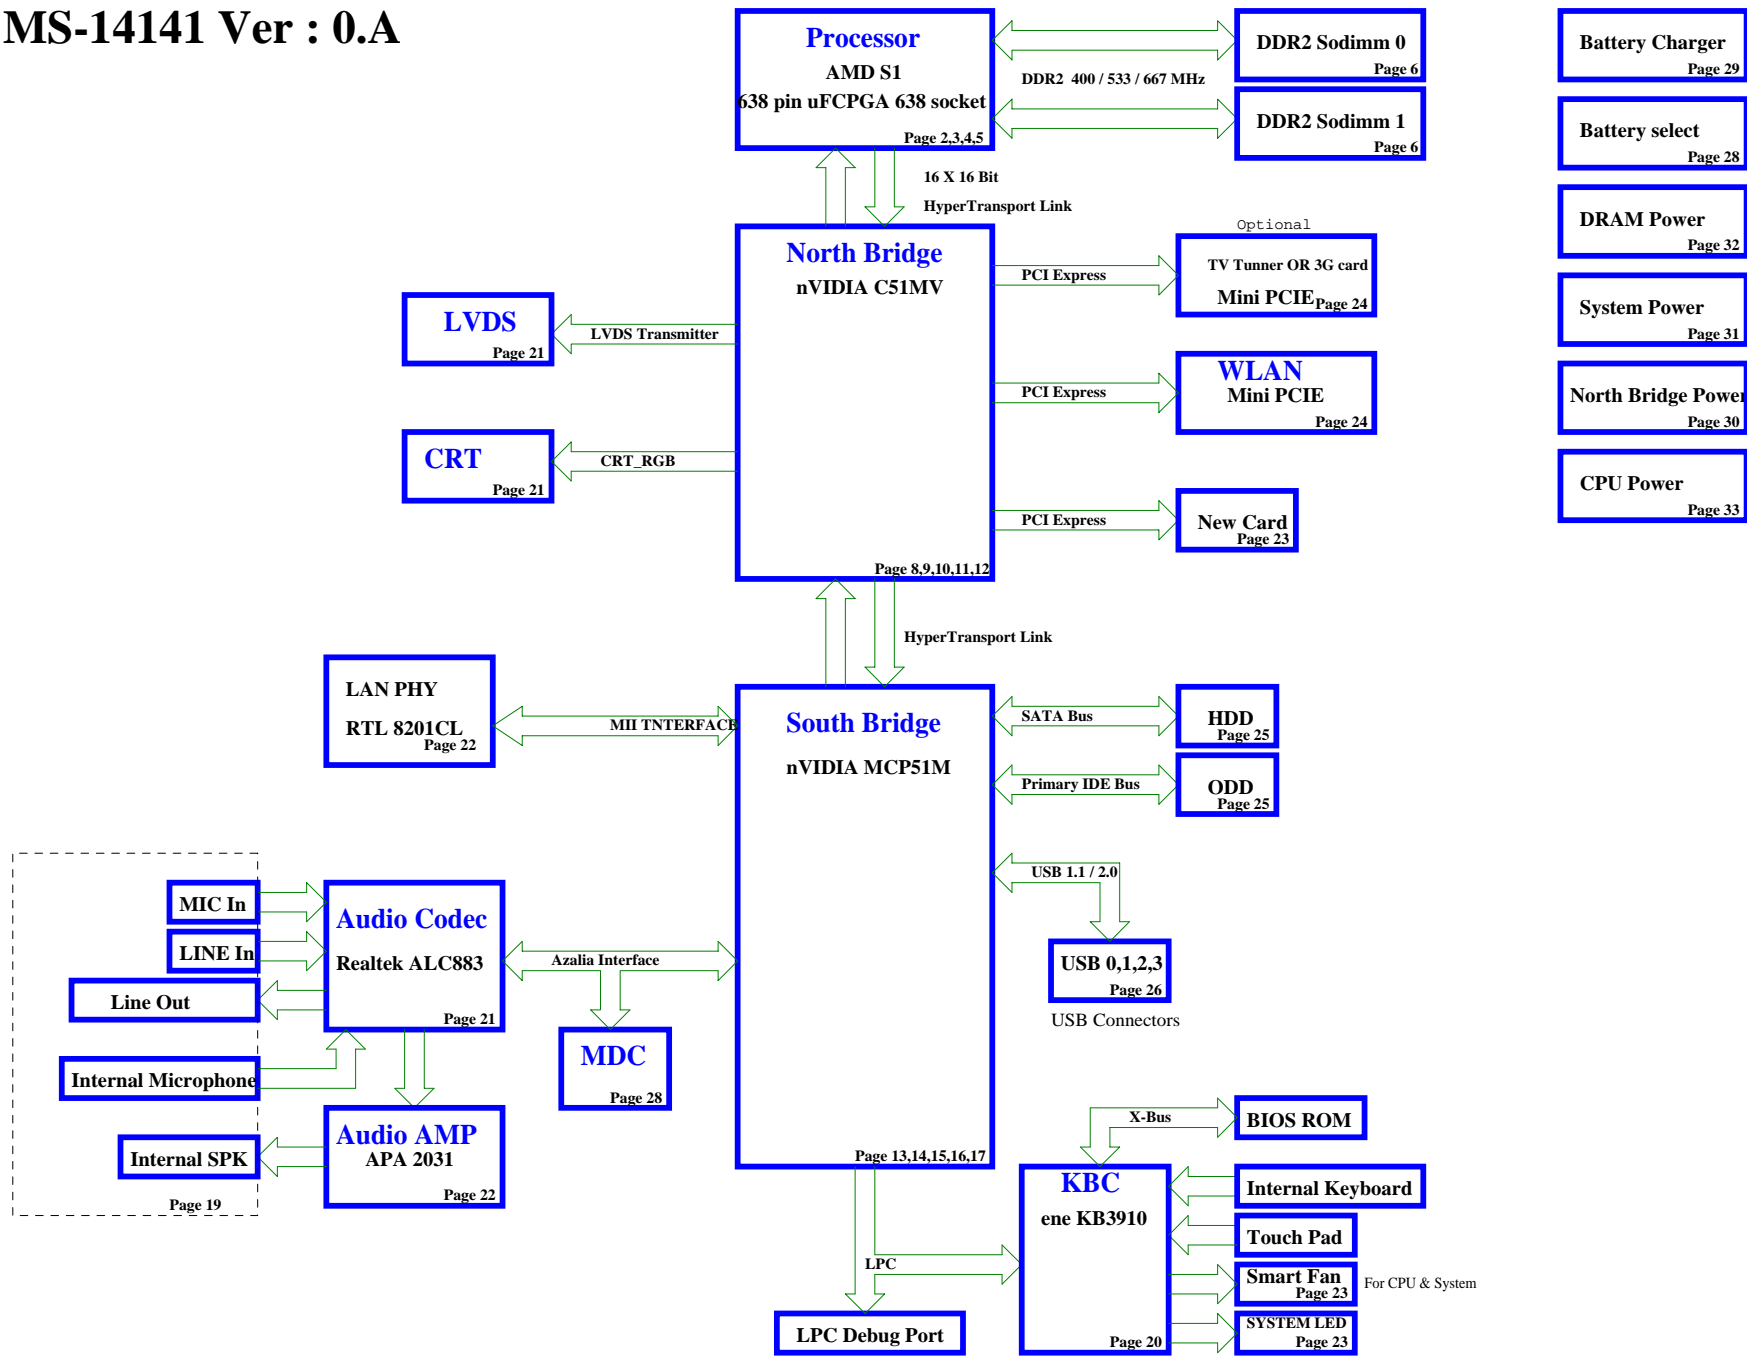 MS-14141 Ver : 0.A
Processor
AMD S1
638 pin uFCPGA 638 socket
Page 2,3,4,5
DDR2 400 / 533 / 667 MHz
DDR2 Sodimm 0
Page 6
DDR2 Sodimm 1
Page 6
Battery Charger
Page 29
Battery select
Page 28
DRAM Power
Page 32
System Power
Page 31
North Bridge Power
Page 30
CPU Power
Page 33
16 X 16 Bit
HyperTransport Link
North Bridge
nVIDIA C51MV
Page 8,9,10,11,12
LVDS
Page 21
LVDS Transmitter
CRT
Page 21
CRT_RGB
PCI Express
Optional
TV Tunner OR 3G card
Mini PCIE
Page 24
PCI Express
WLAN
Mini PCIE
Page 24
PCI Express
New Card
Page 23
HyperTransport Link
LAN PHY
RTL 8201CL
Page 22
MII TNTERFACE
South Bridge
nVIDIA MCP51M
Page 13,14,15,16,17
SATA Bus
HDD
Page 25
Primary IDE Bus
ODD
Page 25
USB 1.1 / 2.0
USB 0,1,2,3
Page 26
USB Connectors
MIC In
LINE In
Line Out
Internal Microphone
Internal SPK
Page 19
Audio Codec
Realtek ALC883
Page 21
Azalia Interface
MDC
Page 28
Audio AMP
APA 2031
Page 22
LPC
LPC Debug Port
KBC
ene KB3910
Page 20
X-Bus
BIOS ROM
Internal Keyboard
Touch Pad
Smart Fan
Page 23
For CPU & System
SYSTEM LED
Page 23